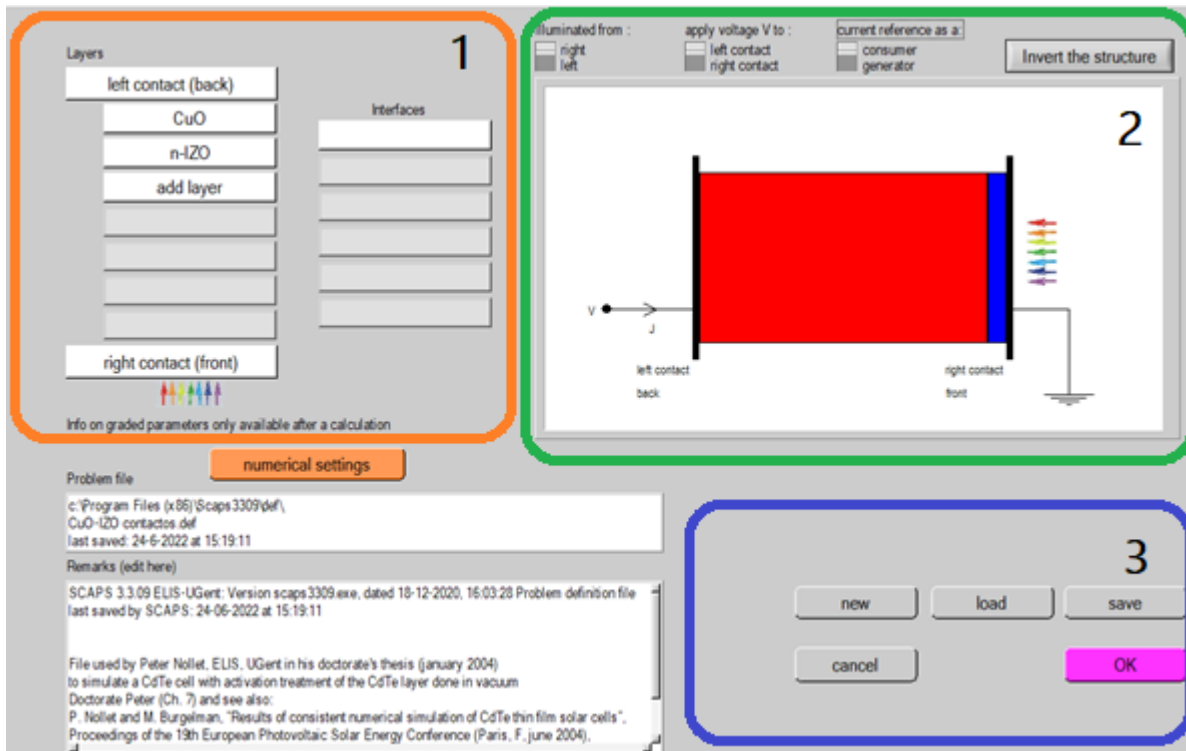 Layers
1
left contact (back)
CuO
n-IZO
add layer
right contact (front)
Interfaces
Info on graded parameters only available after a calculation
illuminated from :
right
left
apply voltage V to :
left contact
right contact
current reference as a:
consumer
generator
Invert the structure
2
V
J
left contact
back
right contact
front
numerical settings
Problem file
c:\Program Files (x86)\Scaps3309\def\
CuO-IZO contactos.def
last saved: 24-6-2022 at 15:19:11
Remarks (edit here)
SCAPS 3.3.09 ELIS-UGent: Version scaps3309.exe, dated 18-12-2020, 16:03:28 Problem definition file
last saved by SCAPS: 24-06-2022 at 15:19:11
File used by Peter Nollet, ELIS, UGent in his doctorate's thesis (january 2004)
to simulate a CdTe cell with activation treatment of the CdTe layer done in vacuum
Doctorate Peter (Ch. 7) and see also:
P. Nollet and M. Burgelman, "Results of consistent numerical simulation of CdTe thin film solar cells",
Proceedings of the 19th European Photovoltaic Solar Energy Conference (Paris, F, june 2004),
3
new
load
save
cancel
OK